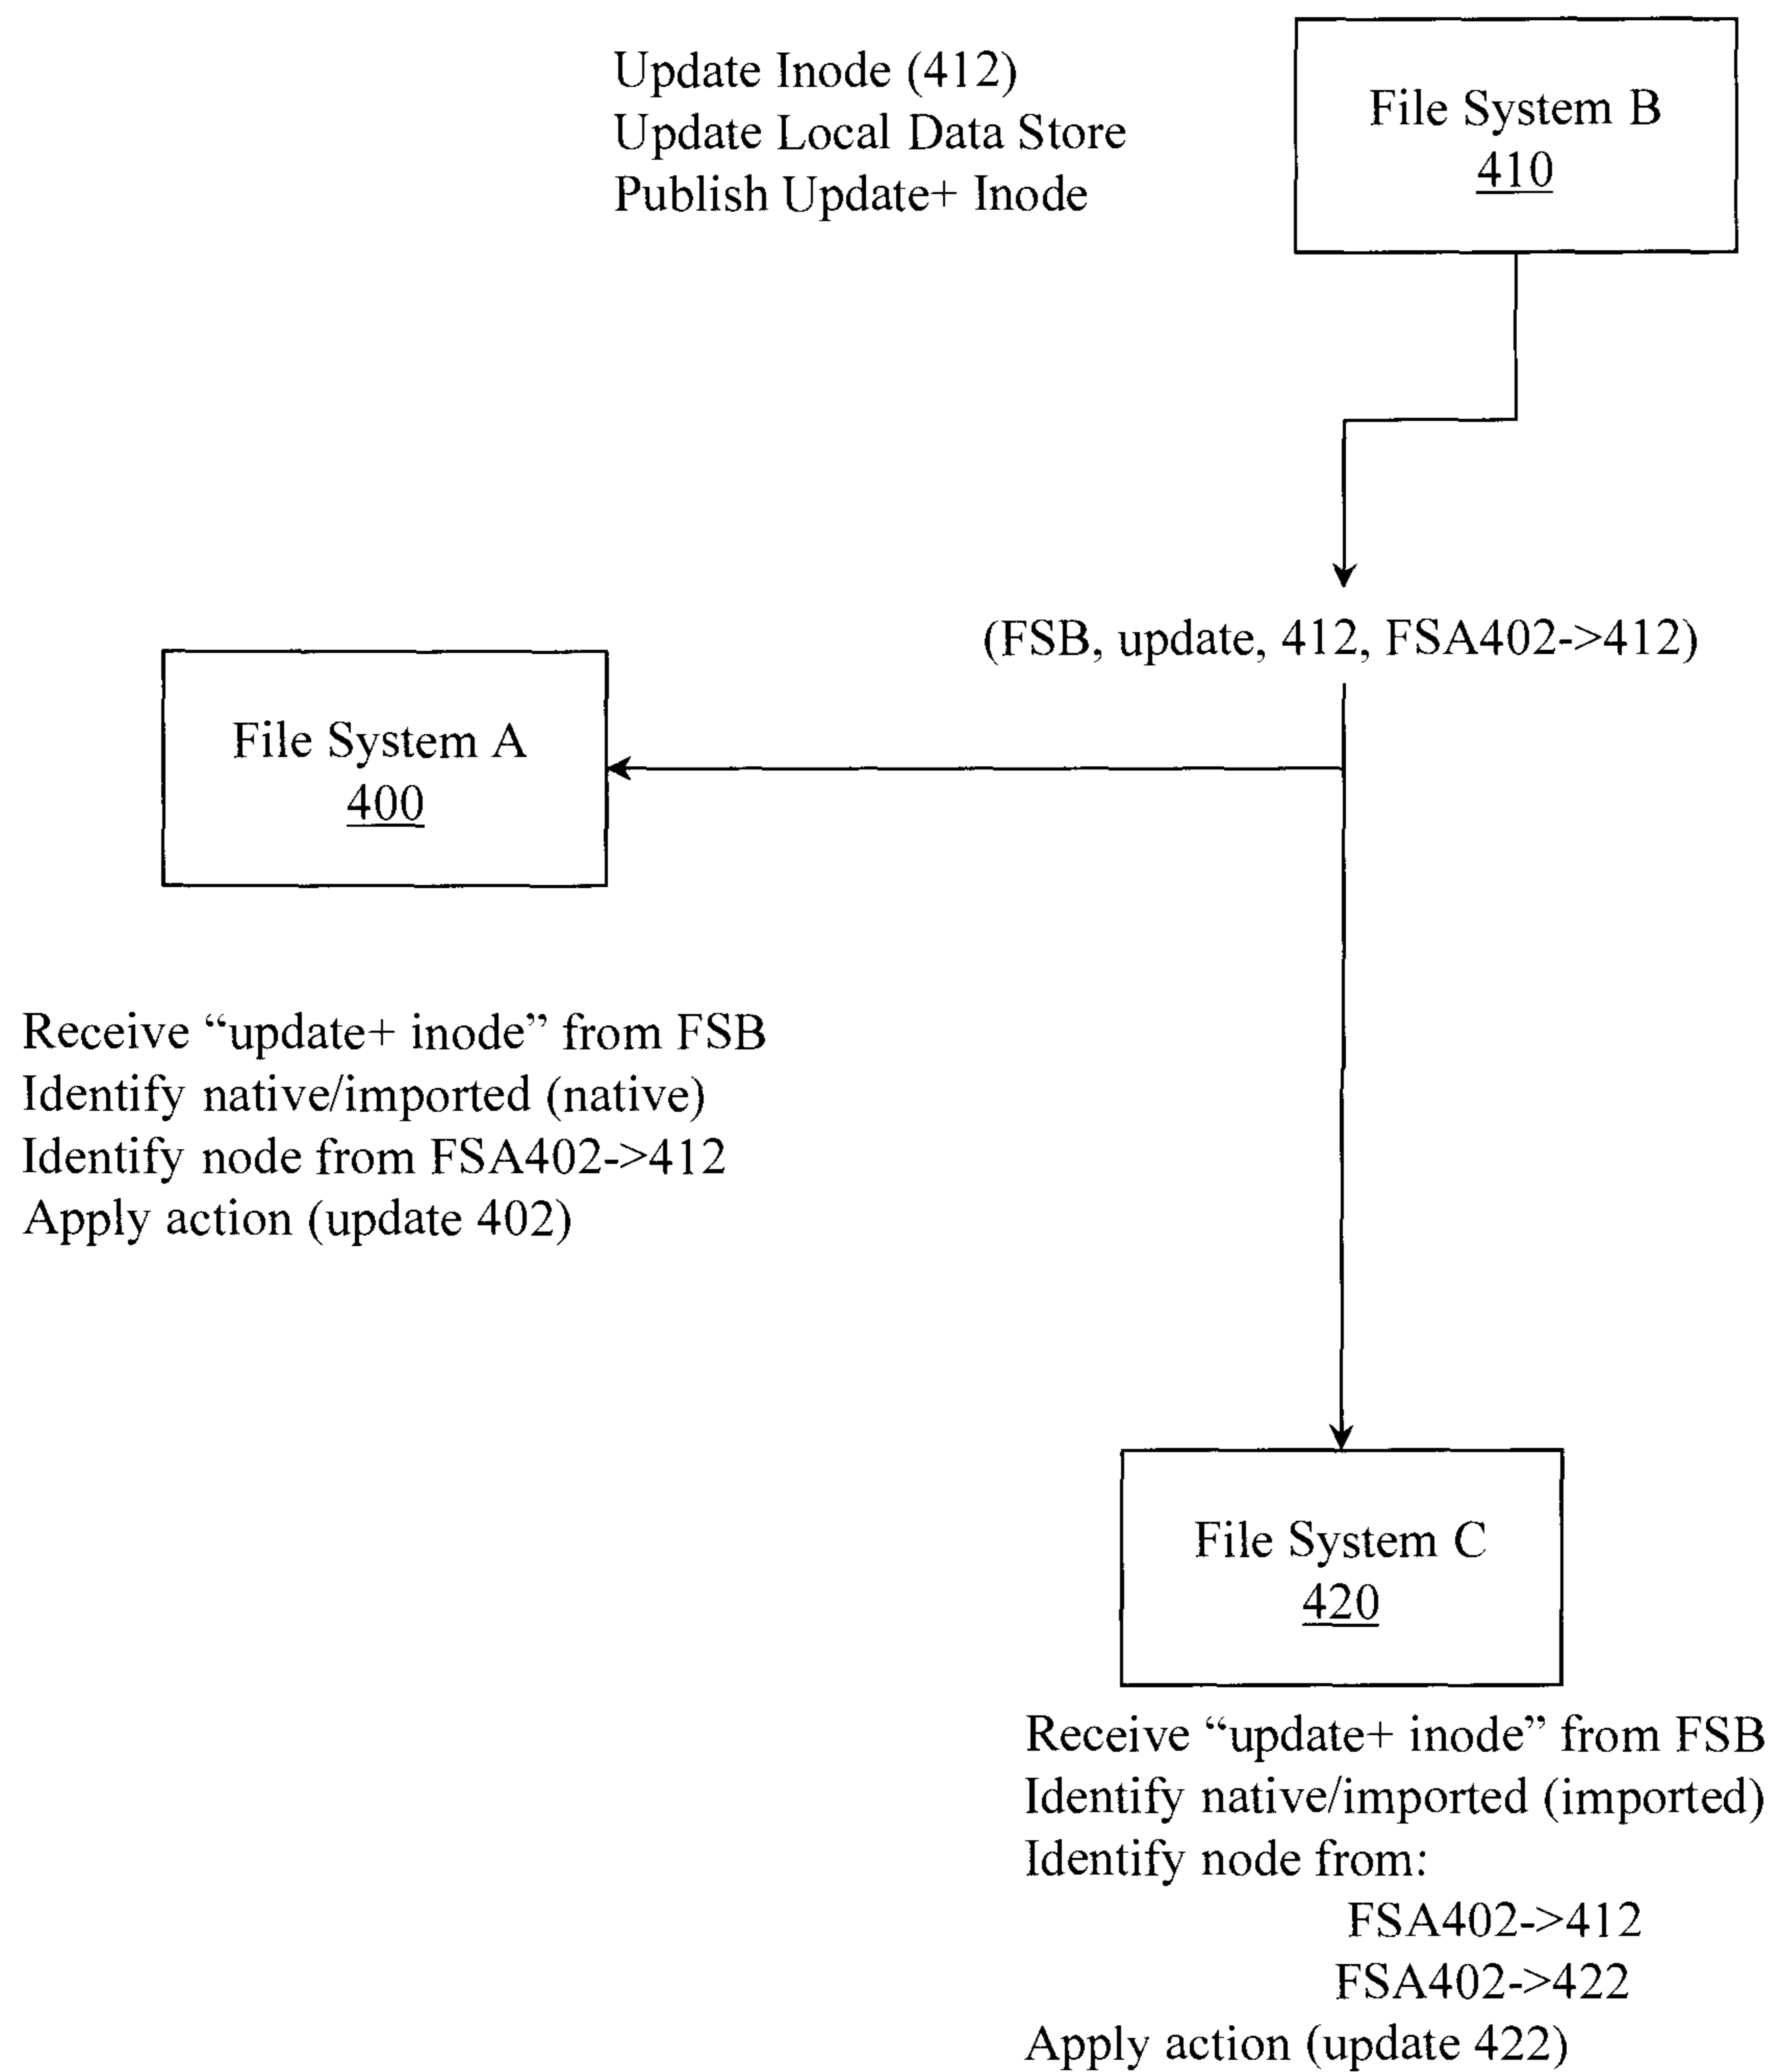 Update Inode (412)
Update Local Data Store
Publish Update+ Inode
File System B
410
(FSB, update, 412, FSA402->412)
File System A
400
Receive “update+ inode” from FSB
Identify native/imported (native)
Identify node from FSA402->412
Apply action (update 402)
File System C
420
Receive “update+ inode” from FSB
Identify native/imported (imported)
Identify node from:
FSA402->412
FSA402->422
Apply action (update 422)